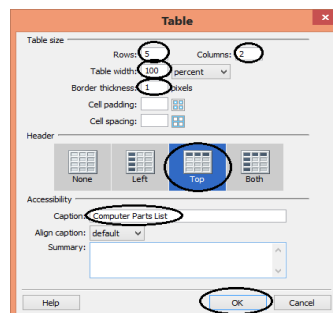 Table
Table size
Rows: 5 Columns: 2
Table width: 100 percent
Border thickness: 1 pixels
Cell padding:
Cell spacing:
Header
None Left Top Both
Accessibility
Caption: Computer Parts List
Align caption: default
Summary:
Help OK Cancel